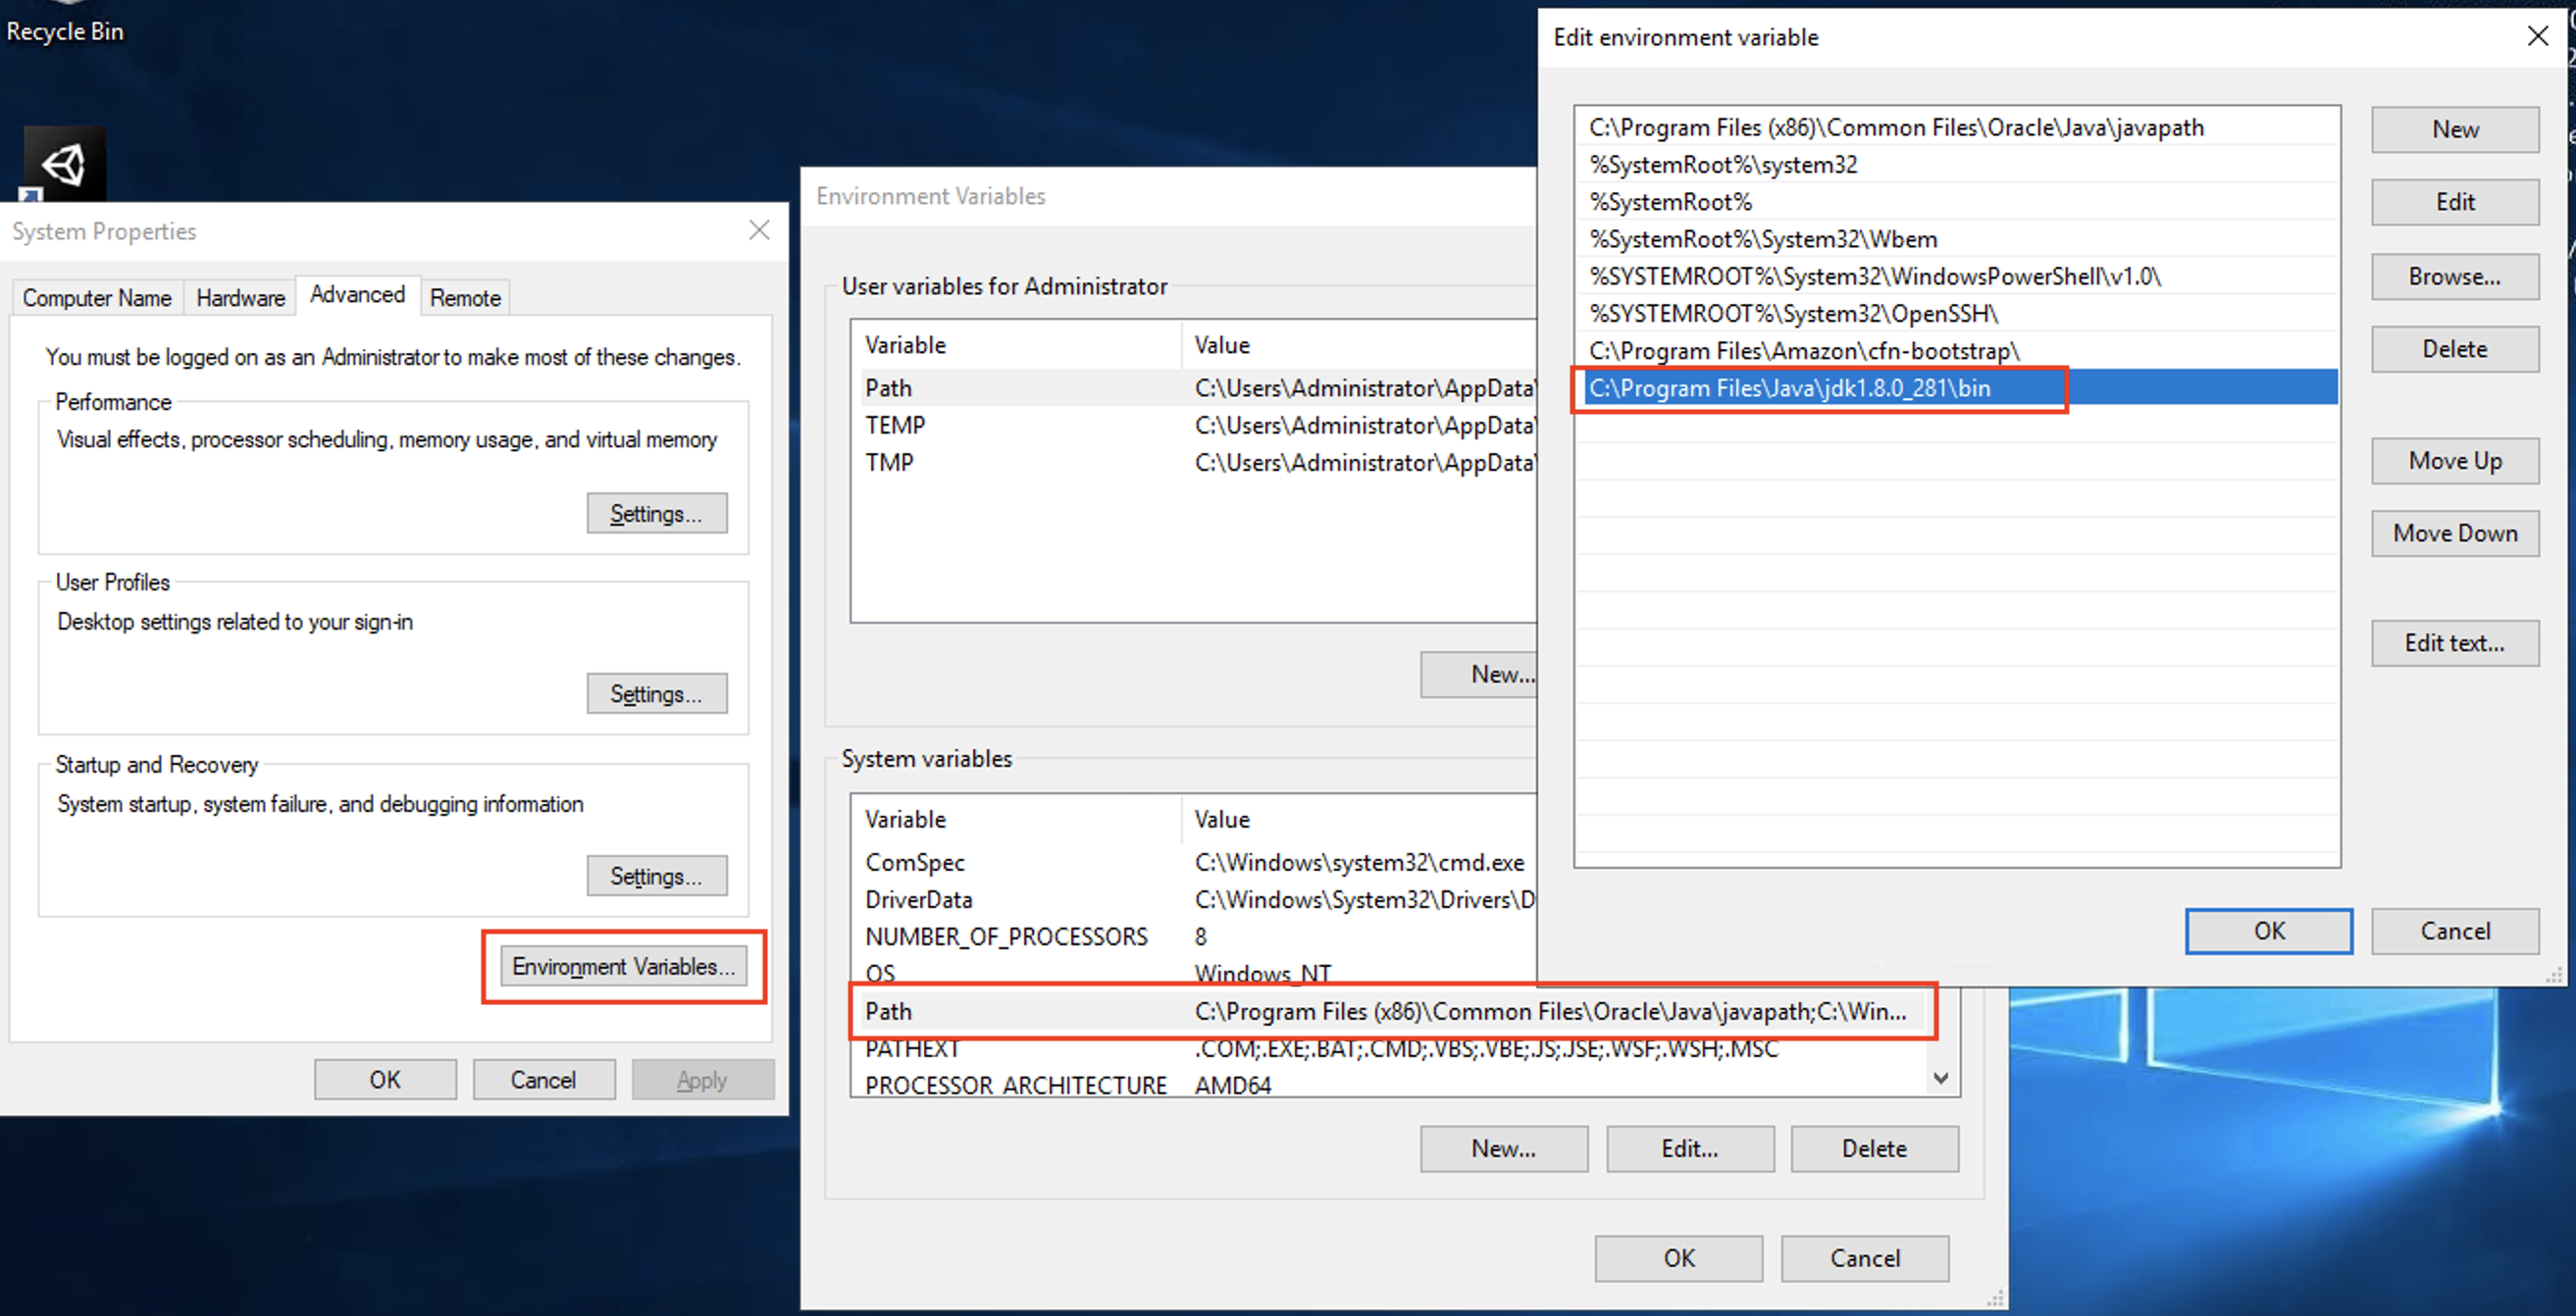 Recycle Bin
System Properties
Computer Name
Hardware
Advanced
Remote
You must be logged on as an Administrator to make most of these changes.
Performance
Visual effects, processor scheduling, memory usage, and virtual memory
Settings...
User Profiles
Desktop settings related to your sign-in
Settings...
Startup and Recovery
System startup, system failure, and debugging information
Settings...
Environment Variables...
OK
Cancel
Apply
Environment Variables
User variables for Administrator
Variable Value
Path C:\Users\Administrator\AppData\
TEMP C:\Users\Administrator\AppData\
TMP C:\Users\Administrator\AppData\
New...
System variables
Variable Value
ComSpec C:\Windows\system32\cmd.exe
DriverData C:\Windows\System32\Drivers\D
NUMBER_OF_PROCESSORS 8
OS Windows_NT
Path C:\Program Files (x86)\Common Files\Oracle\Java\javapath;C:\Win...
PATHEXT .COM;.EXE;.BAT;.CMD;.VBS;.VBE;.JS;.JSE;.WSF;.WSH;.MSC
PROCESSOR_ARCHITECTURE AMD64
New...
Edit...
Delete
OK
Cancel
Edit environment variable
C:\Program Files (x86)\Common Files\Oracle\Java\javapath
%SystemRoot%\system32
%SystemRoot%
%SystemRoot%\System32\Wbem
%SYSTEMROOT%\System32\WindowsPowerShell\v1.0\
%SYSTEMROOT%\System32\OpenSSH\
C:\Program Files\Amazon\cfn-bootstrap\
C:\Program Files\Java\jdk1.8.0_281\bin
New
Edit
Browse...
Delete
Move Up
Move Down
Edit text...
OK
Cancel